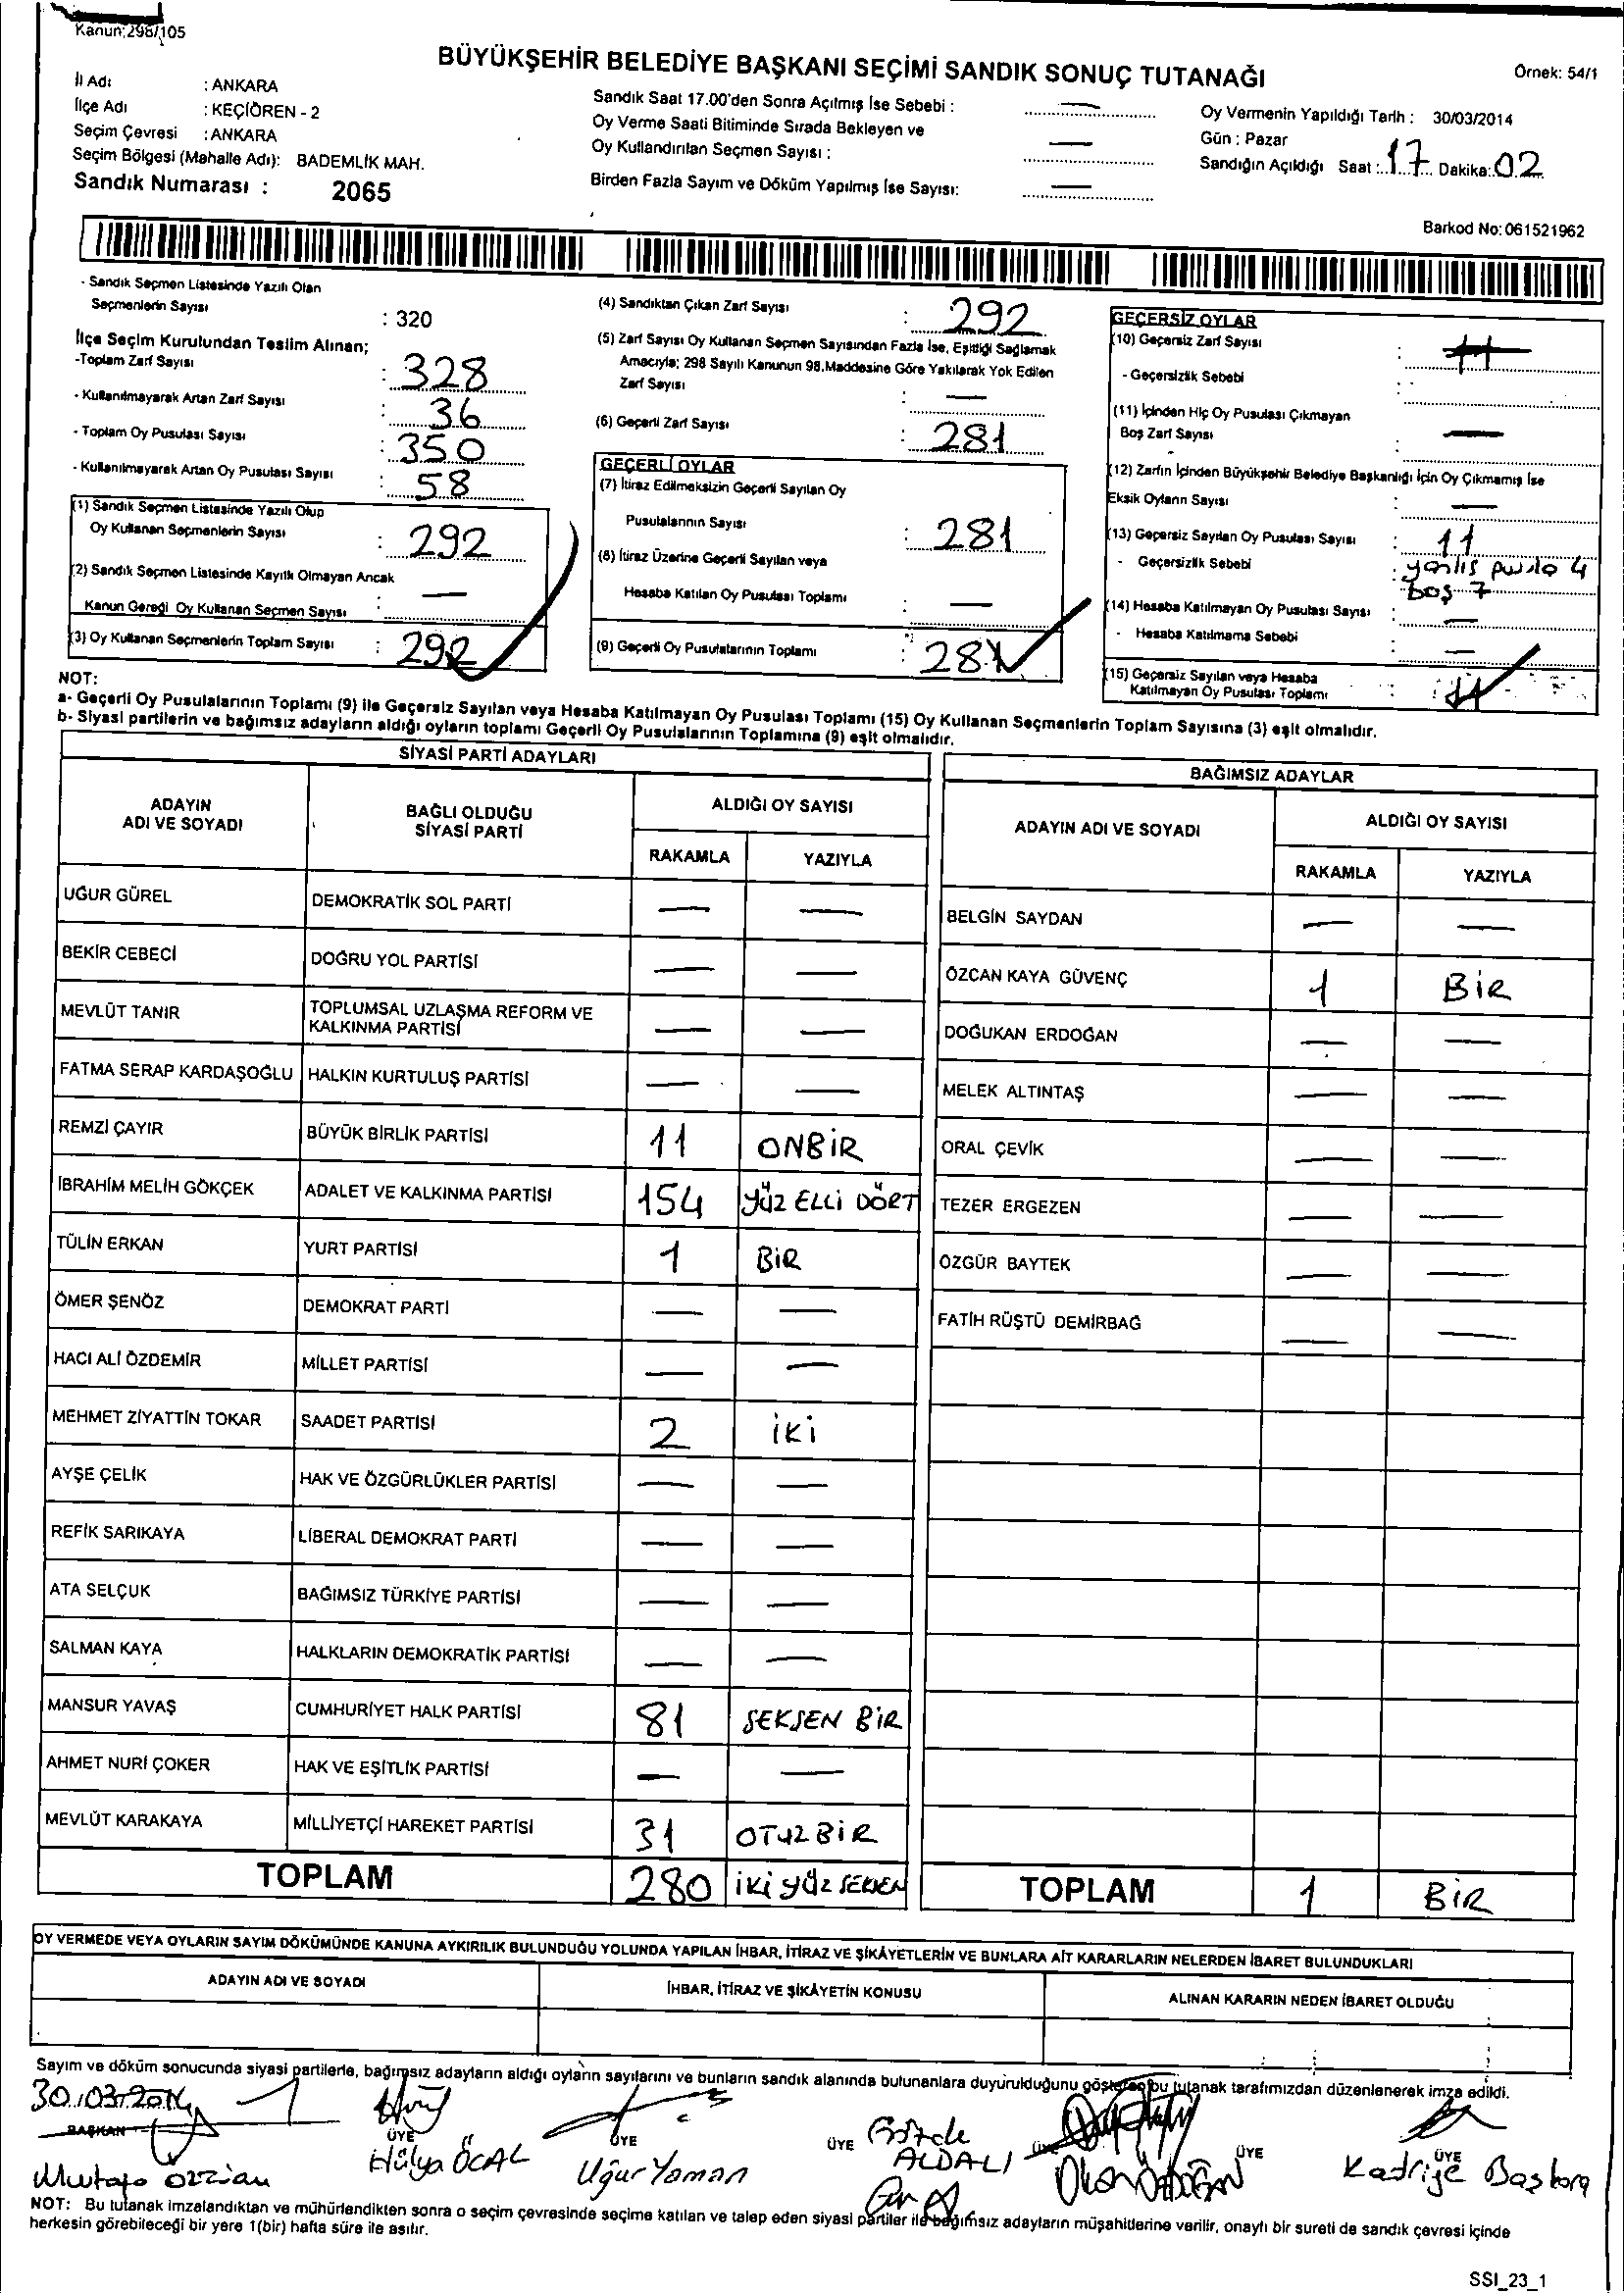 Kanun:298/105
BÜYÜKŞEHİR BELEDİYE BAŞKANI SEÇİMİ SANDIK SONUÇ TUTANAĞI
Örnek: 54/1
İl Adı : ANKARA
İlçe Adı : KEÇİÖREN - 2
Seçim Çevresi : ANKARA
Seçim Bölgesi (Mahalle Adı): BADEMLİK MAH.
Sandık Numarası : 2065
Sandık Saat 17.00'den Sonra Açılmış İse Sebebi : —
Oy Verme Saati Bitiminde Sırada Bekleyen ve
Oy Kullandırılan Seçmen Sayısı : —
Birden Fazla Sayım ve Döküm Yapılmış İse Sayısı: —
Oy Vermenin Yapıldığı Tarih : 30/03/2014
Gün : Pazar
Sandığın Açıldığı Saat : 17 Dakika: 02
Barkod No: 061521962
- Sandık Seçmen Listesinde Yazılı Olan
Seçmenlerin Sayısı : 320
İlçe Seçim Kurulundan Teslim Alınan;
-Toplam Zarf Sayısı : 328
- Kullanılmayarak Artan Zarf Sayısı : 36
- Toplam Oy Pusulası Sayısı : 350
- Kullanılmayarak Artan Oy Pusulası Sayısı : 58
(1) Sandık Seçmen Listesinde Yazılı Olup
Oy Kullanan Seçmenlerin Sayısı : 292
(2) Sandık Seçmen Listesinde Kayıtlı Olmayan Ancak
Kanun Gereği Oy Kullanan Seçmen Sayısı : —
(3) Oy Kullanan Seçmenlerin Toplam Sayısı : 292
(4) Sandıktan Çıkan Zarf Sayısı : 292
(5) Zarf Sayısı Oy Kullanan Seçmen Sayısından Fazla İse, Eşitliği Sağlamak
Amacıyla; 298 Sayılı Kanunun 98.Maddesine Göre Yakılarak Yok Edilen
Zarf Sayısı : —
(6) Geçerli Zarf Sayısı : 281
GEÇERLİ OYLAR
(7) İtiraz Edilmeksizin Geçerli Sayılan Oy
Pusulalarının Sayısı : 281
(8) İtiraz Üzerine Geçerli Sayılan veya
Hesaba Katılan Oy Pusulası Toplamı : —
(9) Geçerli Oy Pusulalarının Toplamı : 281
GEÇERSİZ OYLAR
(10) Geçersiz Zarf Sayısı :
- Geçersizlik Sebebi :
(11) İçinden Hiç Oy Pusulası Çıkmayan
Boş Zarf Sayısı : —
(12) Zarfın İçinden Büyükşehir Belediye Başkanlığı İçin Oy Çıkmamış İse
Eksik Oyların Sayısı : —
(13) Geçersiz Sayılan Oy Pusulası Sayısı : 11
- Geçersizlik Sebebi : yanlış pusula 4
boş 7
(14) Hesaba Katılmayan Oy Pusulası Sayısı : —
- Hesaba Katılmama Sebebi : —
(15) Geçersiz Sayılan veya Hesaba
Katılmayan Oy Pusulası Toplamı : 11
NOT:
a- Geçerli Oy Pusulalarının Toplamı (9) ile Geçersiz Sayılan veya Hesaba Katılmayan Oy Pusulası Toplamı (15) Oy Kullanan Seçmenlerin Toplam Sayısına (3) eşit olmalıdır.
b- Siyasi partilerin ve bağımsız adayların aldığı oyların toplamı Geçerli Oy Pusulalarının Toplamına (9) eşit olmalıdır.
SİYASİ PARTİ ADAYLARI
ADAYIN ADI VE SOYADI BAĞLI OLDUĞU SİYASİ PARTİ ALDIĞI OY SAYISI
RAKAMLA YAZIYLA
UĞUR GÜREL DEMOKRATİK SOL PARTİ — —
BEKİR CEBECİ DOĞRU YOL PARTİSİ — —
MEVLÜT TANIR TOPLUMSAL UZLAŞMA REFORM VE KALKINMA PARTİSİ — —
FATMA SERAP KARDAŞOĞLU HALKIN KURTULUŞ PARTİSİ — —
REMZİ ÇAYIR BÜYÜK BİRLİK PARTİSİ 11 ONBİR
İBRAHİM MELİH GÖKÇEK ADALET VE KALKINMA PARTİSİ 154 YÜZ ELLİ DÖRT
TÜLİN ERKAN YURT PARTİSİ 1 BİR
ÖMER ŞENÖZ DEMOKRAT PARTİ — —
HACI ALİ ÖZDEMİR MİLLET PARTİSİ — —
MEHMET ZİYATTİN TOKAR SAADET PARTİSİ 2 İKİ
AYŞE ÇELİK HAK VE ÖZGÜRLÜKLER PARTİSİ — —
REFİK SARIKAYA LİBERAL DEMOKRAT PARTİ — —
ATA SELÇUK BAĞIMSIZ TÜRKİYE PARTİSİ — —
SALMAN KAYA HALKLARIN DEMOKRATİK PARTİSİ — —
MANSUR YAVAŞ CUMHURİYET HALK PARTİSİ 81 SEKSEN BİR
AHMET NURİ ÇOKER HAK VE EŞİTLİK PARTİSİ — —
MEVLÜT KARAKAYA MİLLİYETÇİ HAREKET PARTİSİ 31 OTUZBİR
TOPLAM 280 İKİ YÜZ SEKSEN
BAĞIMSIZ ADAYLAR
ADAYIN ADI VE SOYADI ALDIĞI OY SAYISI
RAKAMLA YAZIYLA
BELGİN SAYDAN — —
ÖZCAN KAYA GÜVENÇ 1 BİR
DOĞUKAN ERDOĞAN — —
MELEK ALTINTAŞ — —
ORAL ÇEVİK — —
TEZER ERGEZEN — —
ÖZGÜR BAYTEK — —
FATİH RÜŞTÜ DEMİRBAĞ — —
TOPLAM 1 BİR
OY VERMEDE VEYA OYLARIN SAYIM DÖKÜMÜNDE KANUNA AYKIRILIK BULUNDUĞU YOLUNDA YAPILAN İHBAR, İTİRAZ VE ŞİKÂYETLERİN VE BUNLARA AİT KARARLARIN NELERDEN İBARET BULUNDUKLARI
ADAYIN ADI VE SOYADI İHBAR, İTİRAZ VE ŞİKÂYETİN KONUSU ALINAN KARARIN NEDEN İBARET OLDUĞU
Sayım ve döküm sonucunda siyasi partilerle, bağımsız adayların aldığı oyların sayılarını ve bunların sandık alanında bulunanlara duyurulduğunu gösteren bu tutanak tarafımızdan düzenlenerek imza edildi.
30.03.2014
BAŞKAN ÜYE ÜYE ÜYE ÜYE ÜYE ÜYE
Hülya ÖCAL Uğur Yaman Gözde ALDALI Kadriye
NOT: Bu tutanak imzalandıktan ve mühürlendikten sonra o seçim çevresinde seçime katılan ve talep eden siyasi partiler ile bağımsız adayların müşahitlerine verilir, onaylı bir sureti de sandık çevresi içinde
herkesin görebileceği bir yere 1(bir) hafta süre ile asılır.
SSI_23_1